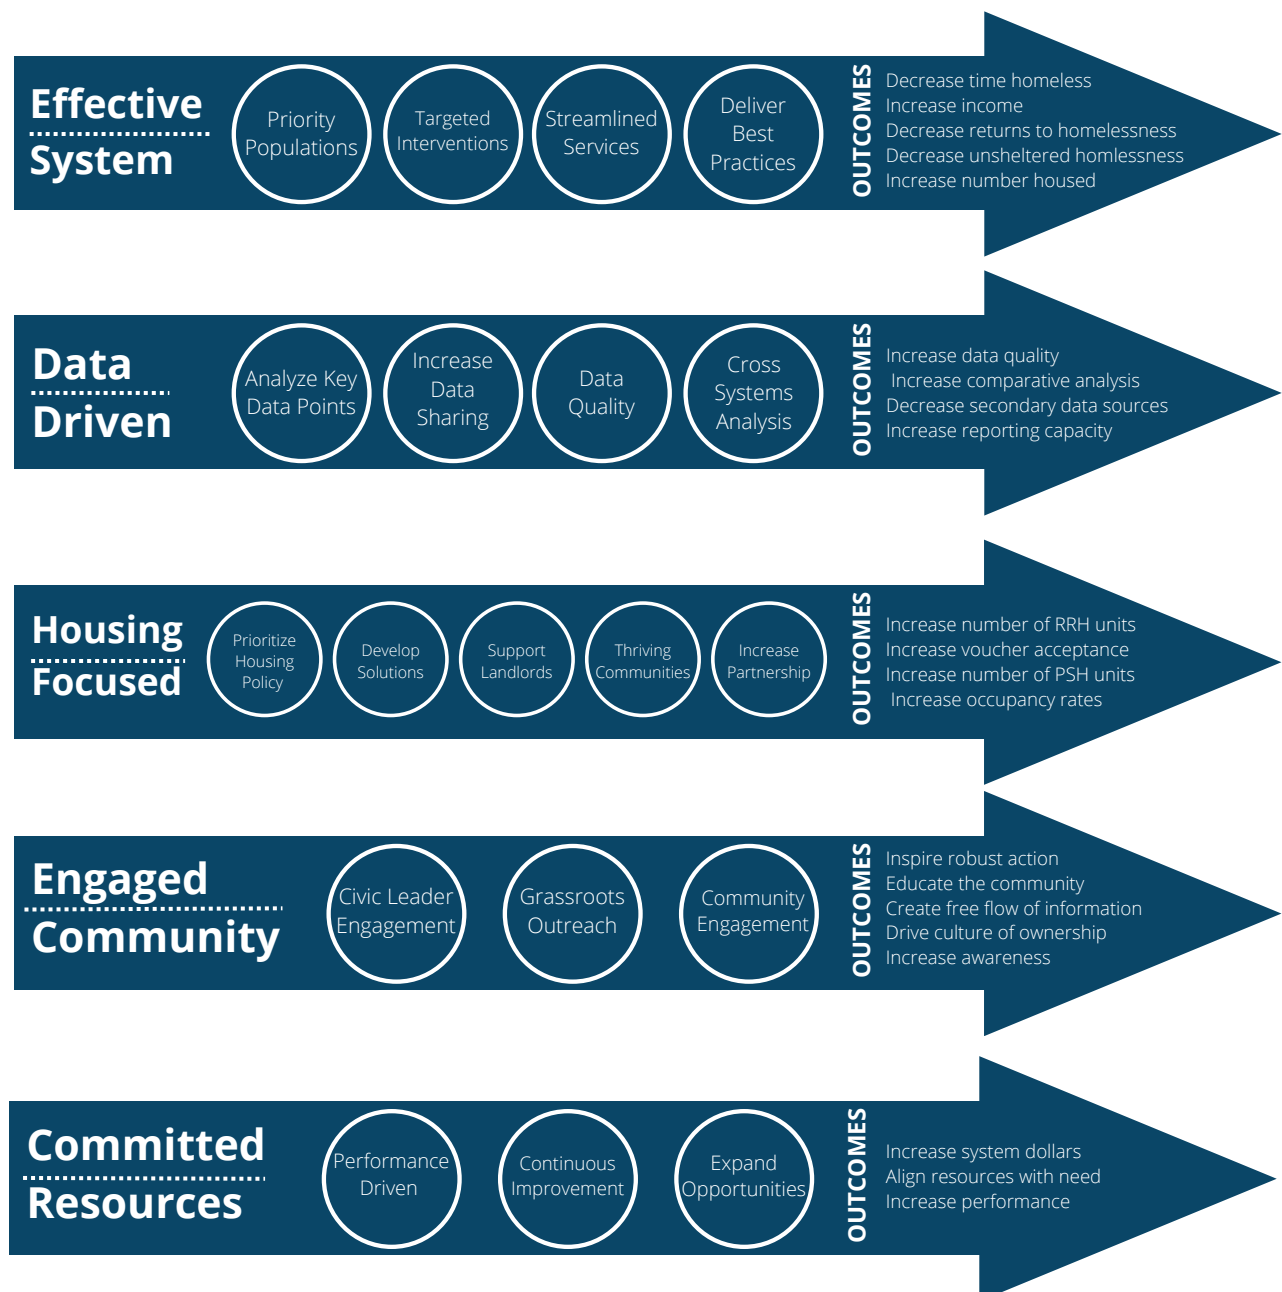 Effective
System
Priority
Populations
Targeted
Interventions
Streamlined
Services
Deliver
Best
Practices
OUTCOMES
Decrease time homeless
Increase income
Decrease returns to homelessness
Decrease unsheltered homlessness
Increase number housed
Data
Driven
Analyze Key
Data Points
Increase
Data
Sharing
Data
Quality
Cross
Systems
Analysis
OUTCOMES
Increase data quality
Increase comparative analysis
Decrease secondary data sources
Increase reporting capacity
Housing
Focused
Prioritize
Housing
Policy
Develop
Solutions
Support
Landlords
Thriving
Communities
Increase
Partnership
OUTCOMES
Increase number of RRH units
Increase voucher acceptance
Increase number of PSH units
Increase occupancy rates
Engaged
Community
Civic Leader
Engagement
Grassroots
Outreach
Community
Engagement
OUTCOMES
Inspire robust action
Educate the community
Create free flow of information
Drive culture of ownership
Increase awareness
Committed
Resources
Performance
Driven
Continuous
Improvement
Expand
Opportunities
OUTCOMES
Increase system dollars
Align resources with need
Increase performance